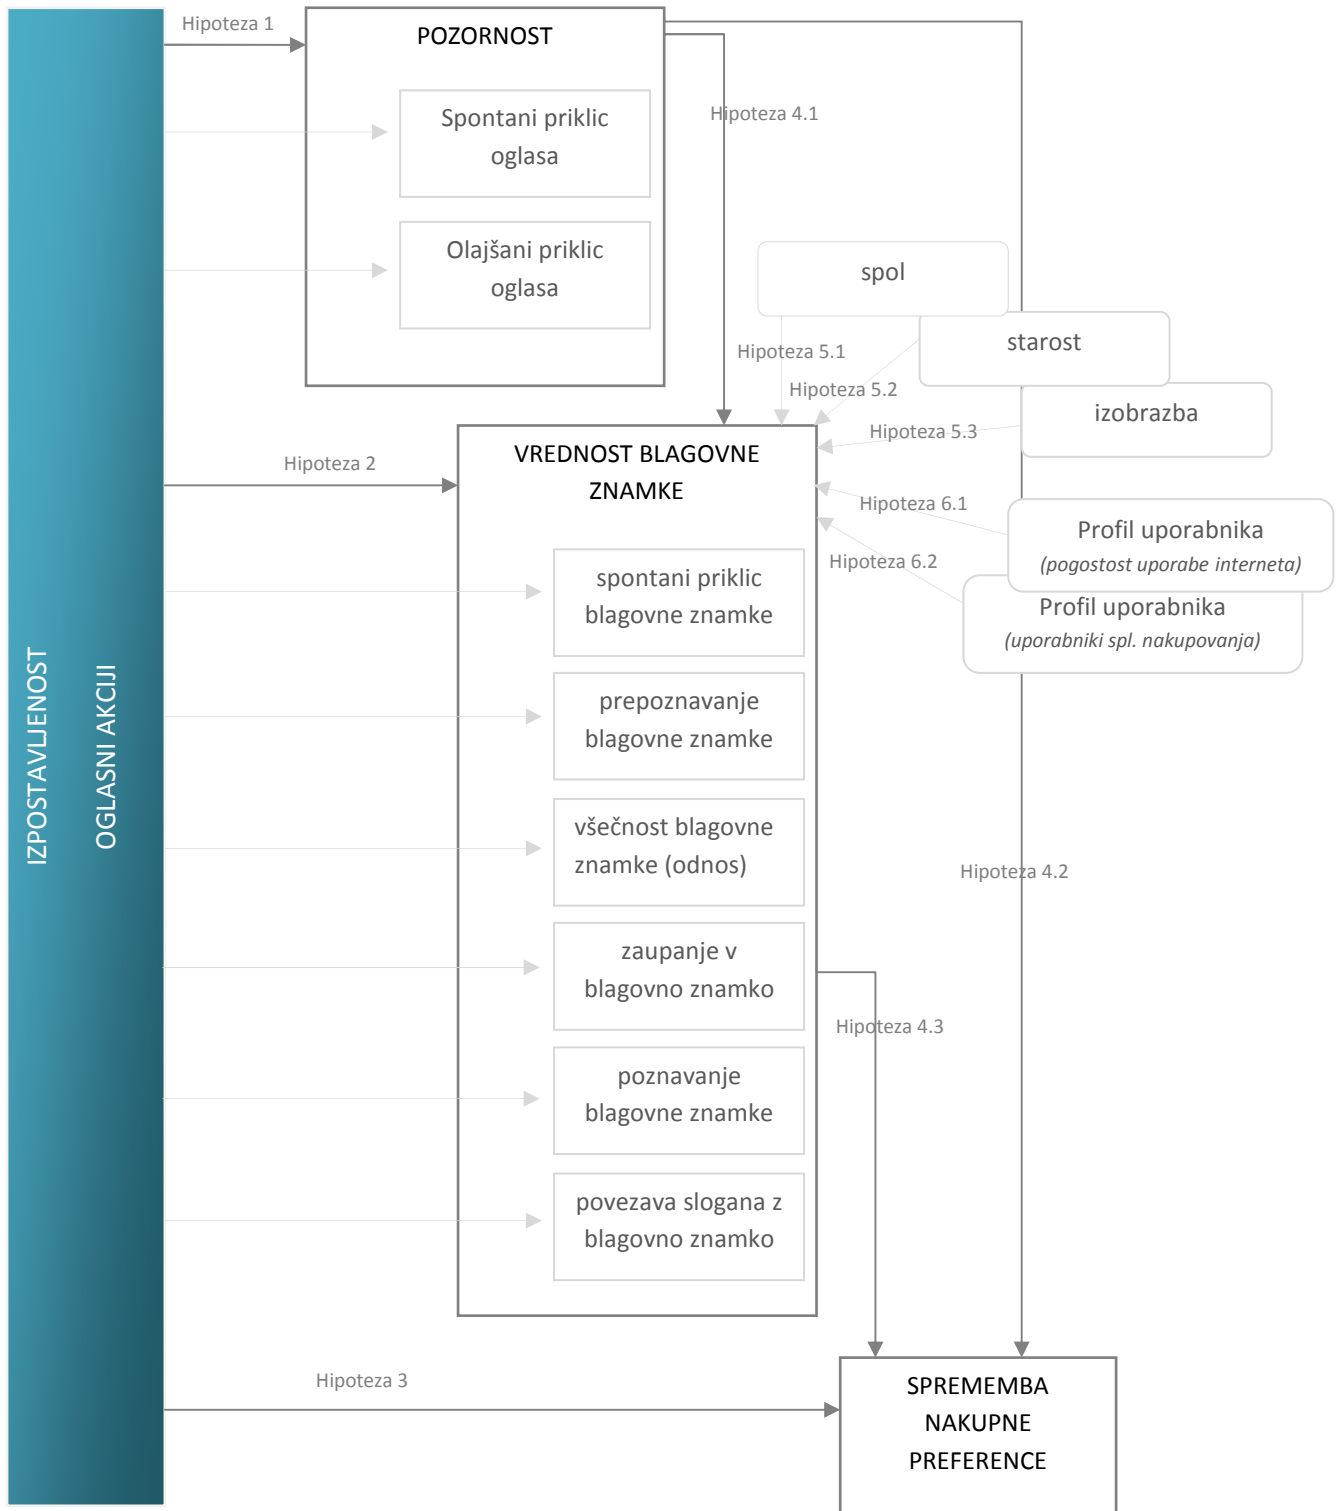 Hipoteza 1
POZORNOST
Spontani priklic
oglasa
Olajšani priklic
oglasa
Hipoteza 4.1
spol
starost
izobrazba
Hipoteza 5.1
Hipoteza 5.2
Hipoteza 5.3
Hipoteza 2
VREDNOST BLAGOVNE
ZNAMKE
Hipoteza 6.1
Hipoteza 6.2
Profil uporabnika
(pogostost uporabe interneta)
Profil uporabnika
(uporabniki spl. nakupovanja)
spontani priklic
blagovne znamke
prepoznavanje
blagovne znamke
všečnost blagovne
znamke (odnos)
zaupanje v
blagovno znamko
poznavanje
blagovne znamke
povezava slogana z
blagovno znamko
IZPOSTAVLJENOST
OGLASNI AKCIJI
Hipoteza 4.2
Hipoteza 4.3
Hipoteza 3
SPREMEMBA
NAKUPNE
PREFERENCE